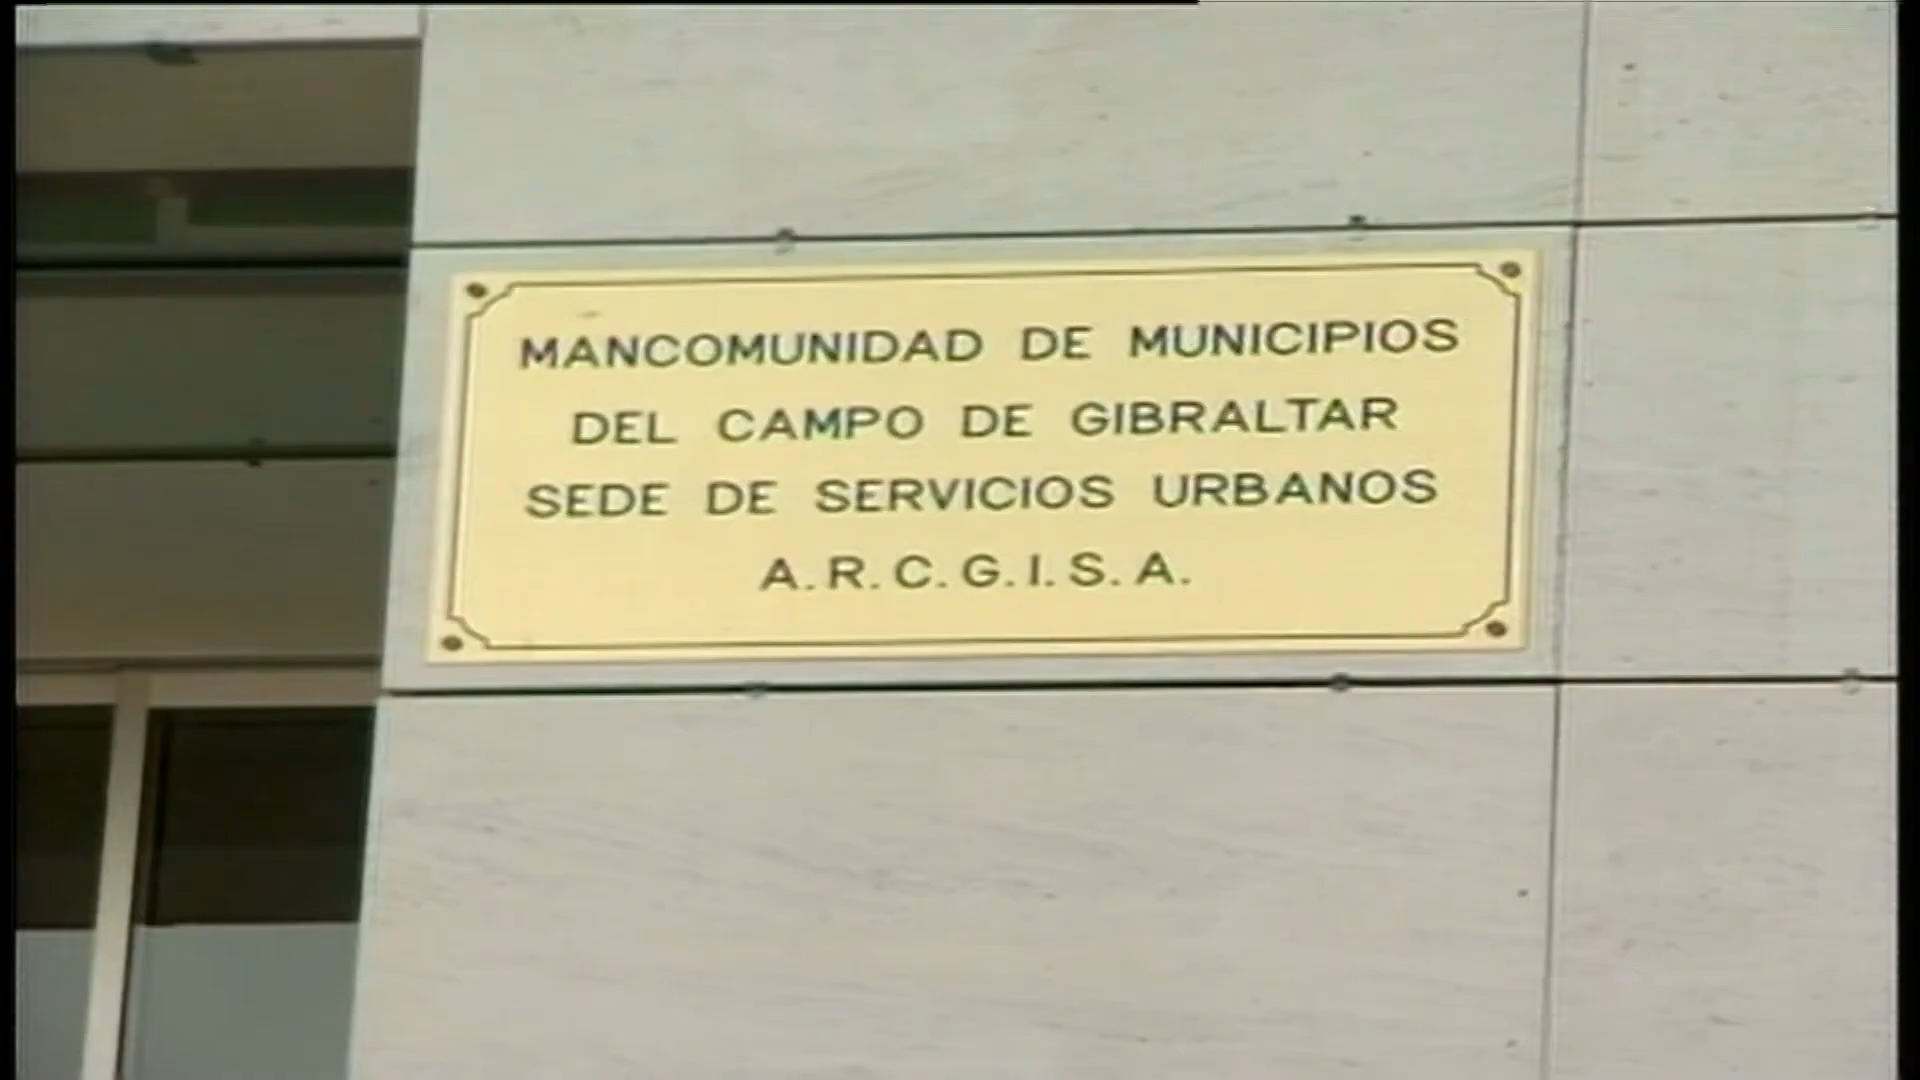 MANCOMUNIDAD DE MUNICIPIOS
DEL CAMPO DE GIBRALTAR
SEDE DE SERVICIOS URBANOS
A.R.C.G.I.S.A.